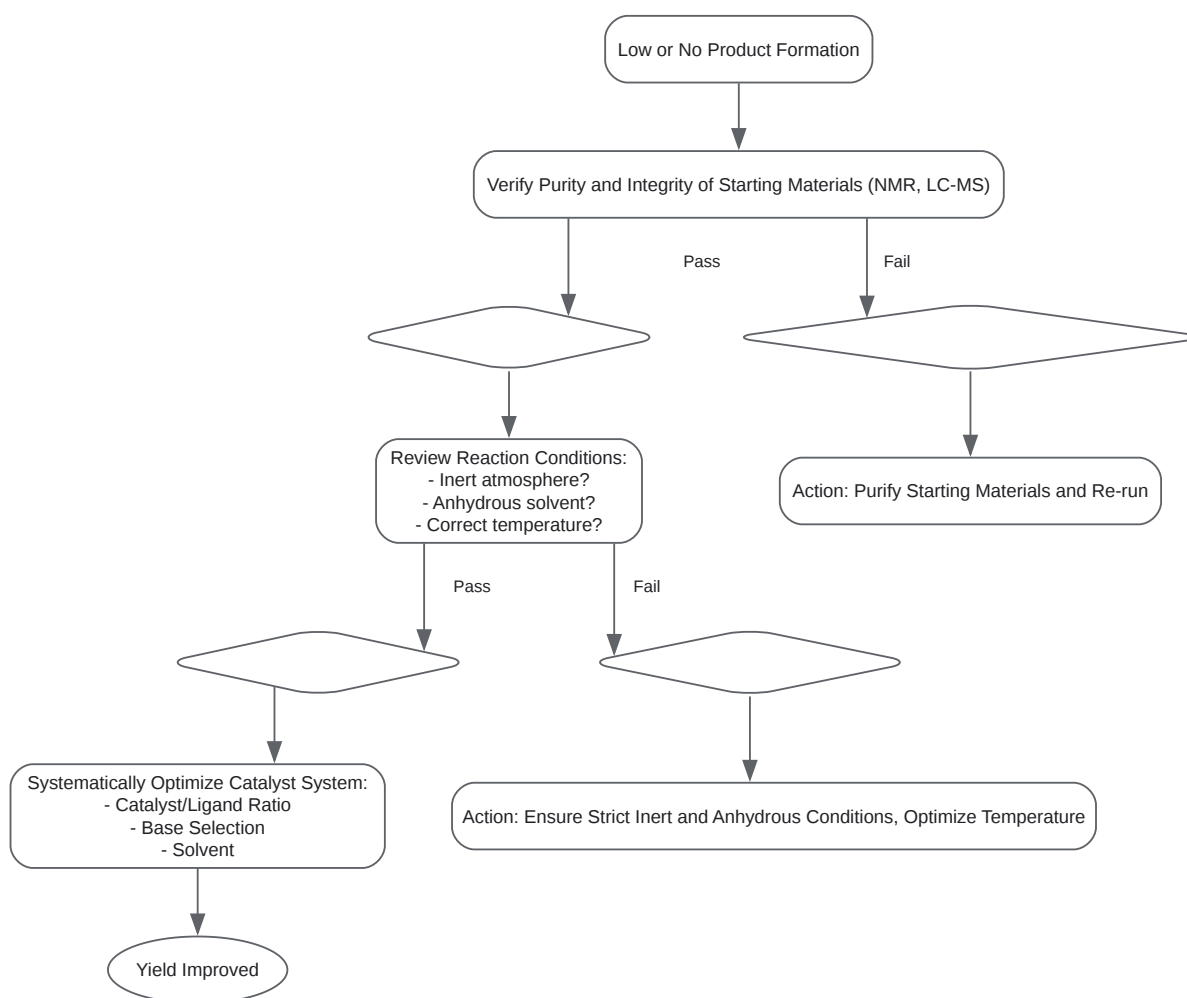 Low or No Product Formation
Verify Purity and Integrity of Starting Materials (NMR, LC-MS)
Pass
Fail
Review Reaction Conditions:
- Inert atmosphere?
- Anhydrous solvent?
- Correct temperature?
Action: Purify Starting Materials and Re-run
Pass
Fail
Systematically Optimize Catalyst System:
- Catalyst/Ligand Ratio
- Base Selection
- Solvent
Action: Ensure Strict Inert and Anhydrous Conditions, Optimize Temperature
Yield Improved